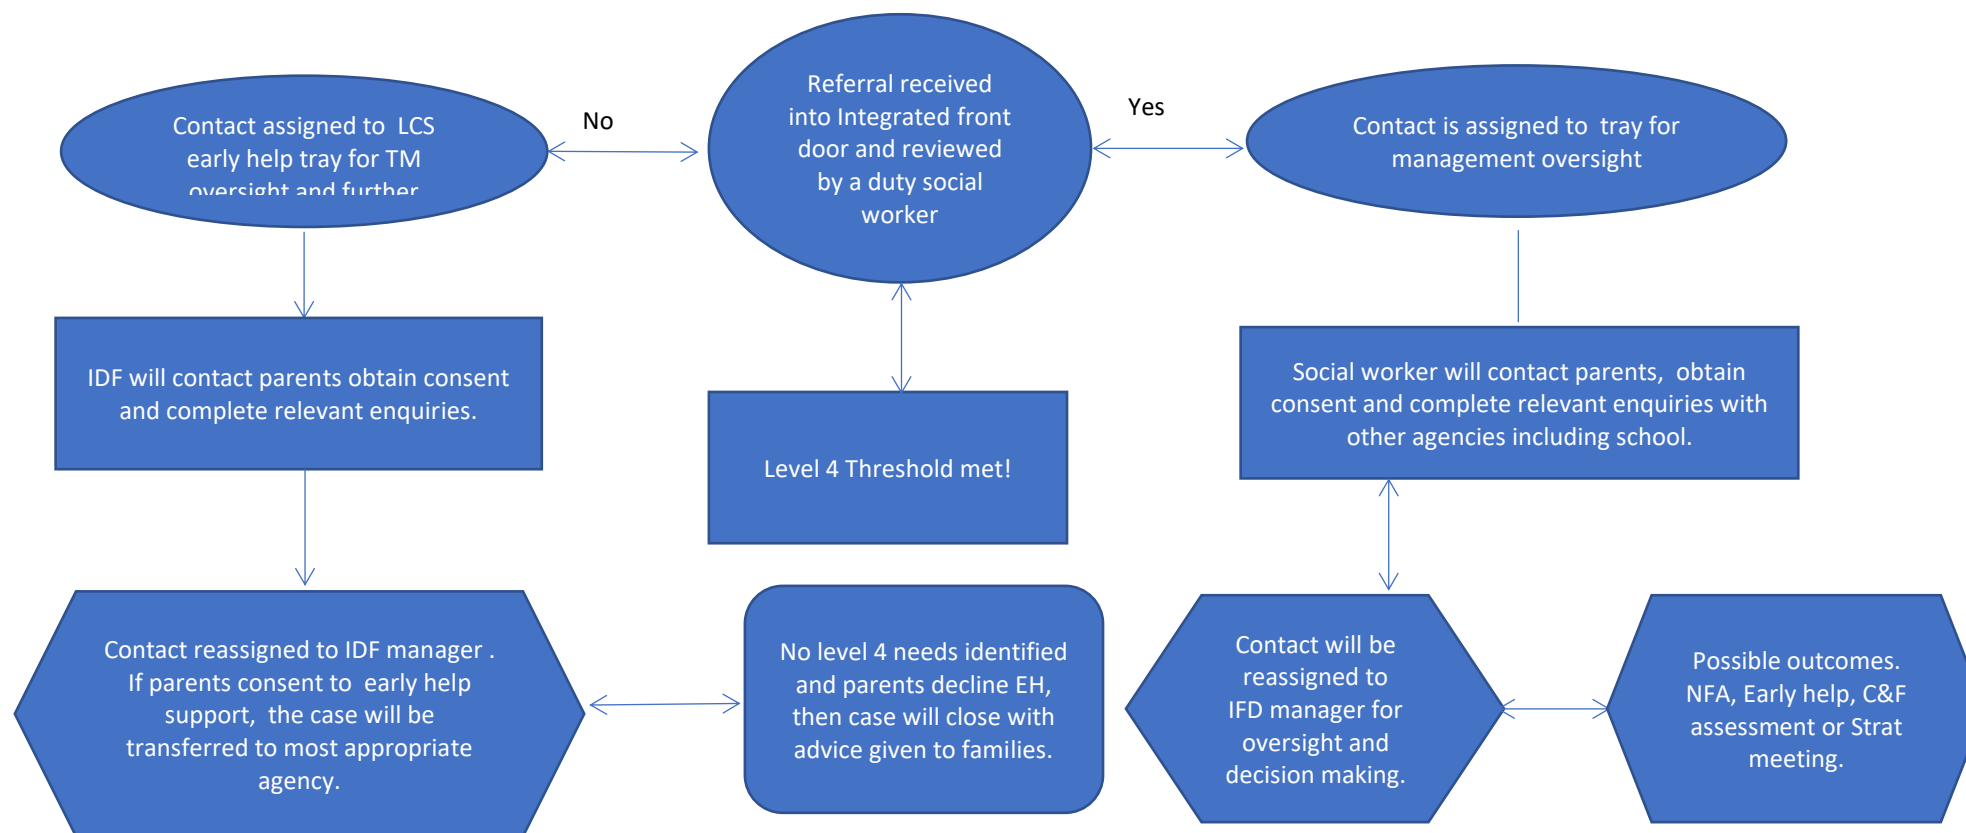 Contact assigned to  LCS
early help tray for TM
oversight and further
No
Referral received
into Integrated front
door and reviewed
by a duty social
worker
Yes
Contact is assigned to  tray for
management oversight
IDF will contact parents obtain consent
and complete relevant enquiries.
Level 4 Threshold met!
Social worker will contact parents,  obtain
consent and complete relevant enquiries with
other agencies including school.
Contact reassigned to IDF manager .
If parents consent to  early help
support,  the case will be
transferred to most appropriate
agency.
No level 4 needs identified
and parents decline EH,
then case will close with
advice given to families.
Contact will be
reassigned to
IFD manager for
oversight and
decision making.
Possible outcomes.
NFA, Early help, C&F
assessment or Strat
meeting.